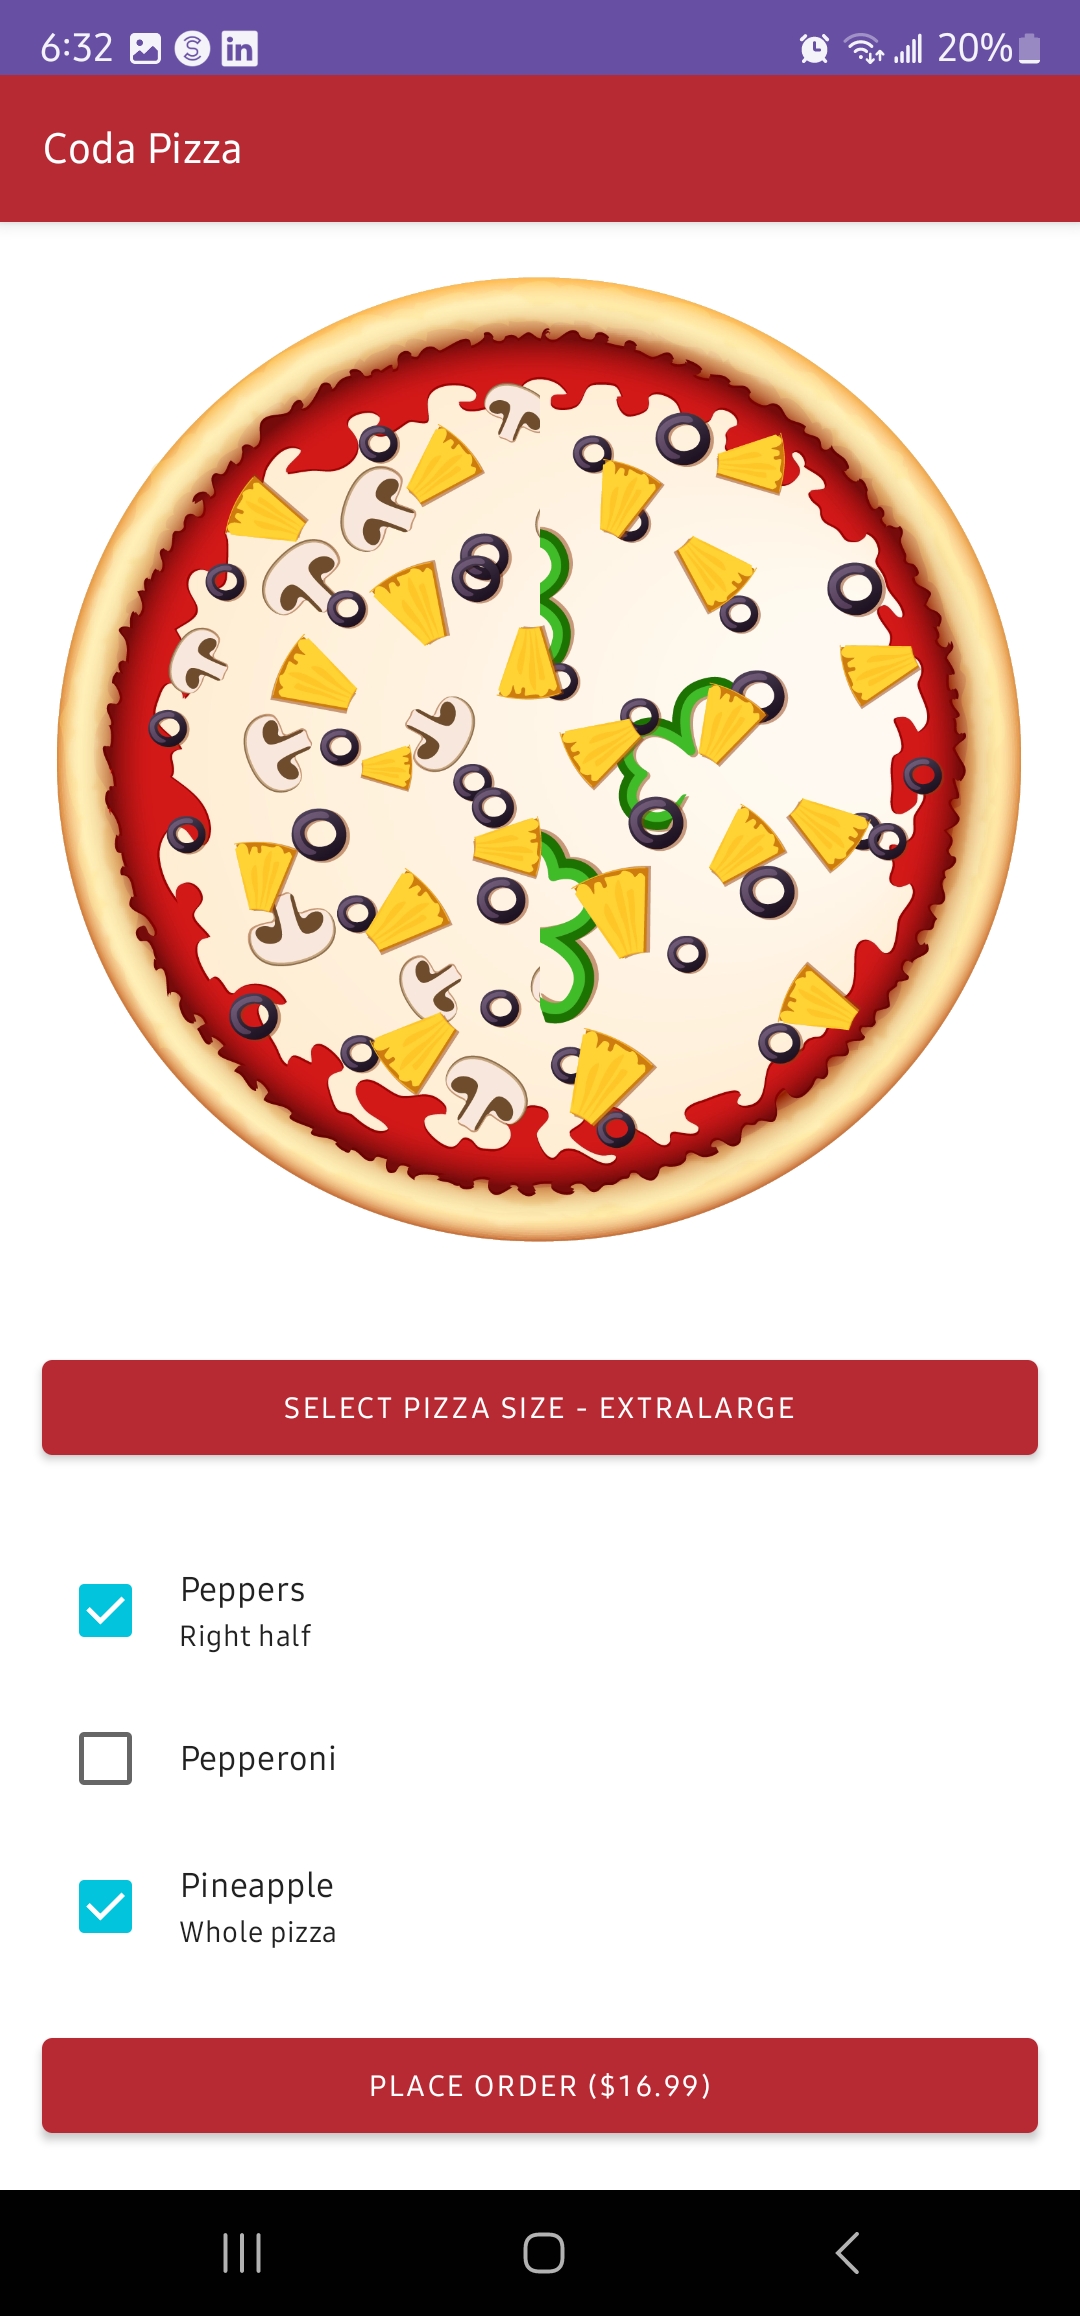 6:32 S in 20%
Coda Pizza
SELECT PIZZA SIZE - EXTRALARGE
Peppers
Right half
Pepperoni
Pineapple
Whole pizza
PLACE ORDER ($16.99)